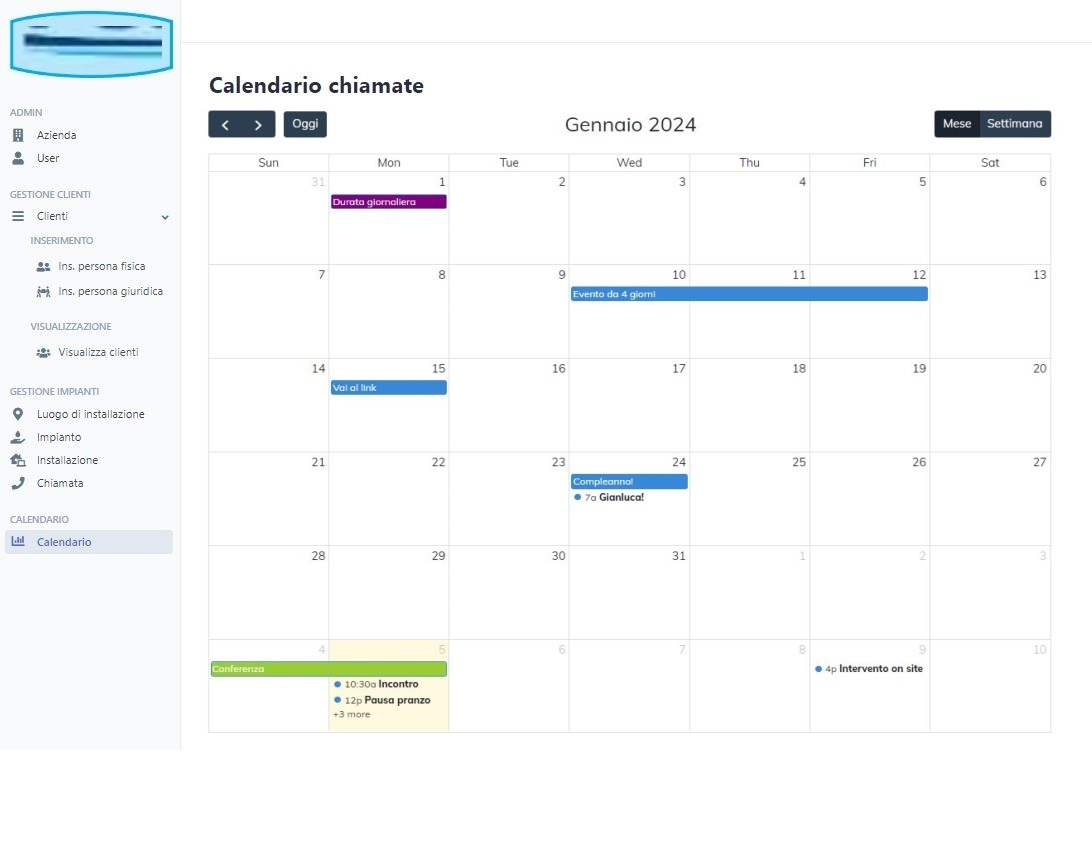 ADMIN
Azienda
User
GESTIONE CLIENTI
Clienti
INSERIMENTO
Ins. persona fisica
Ins. persona giuridica
VISUALIZZAZIONE
Visualizza clienti
GESTIONE IMPIANTI
Luogo di installazione
Impianto
Installazione
Chiamata
CALENDARIO
Calendario
Calendario chiamate
Oggi
Gennaio 2024
Mese Settimana
Sun Mon Tue Wed Thu Fri Sat
31 1 2 3 4 5 6
Durata giornaliera
7 8 9 10 11 12 13
Evento da 4 giorni
14 15 16 17 18 19 20
Vai al link
21 22 23 24 25 26 27
Compleanno!
7a Gianluca!
28 29 30 31 1 2 3
4 5 6 7 8 9 10
Conferenza 4p Intervento on site
10:30a Incontro
12p Pausa pranzo
+3 more